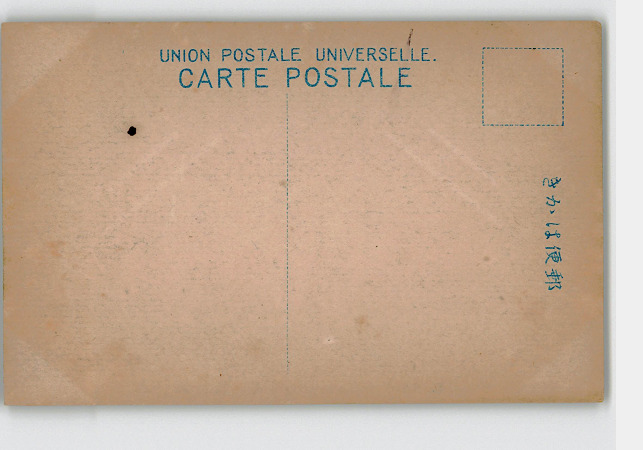 UNION POSTALE UNIVERSELLE.
CARTE POSTALE
きかは便郵